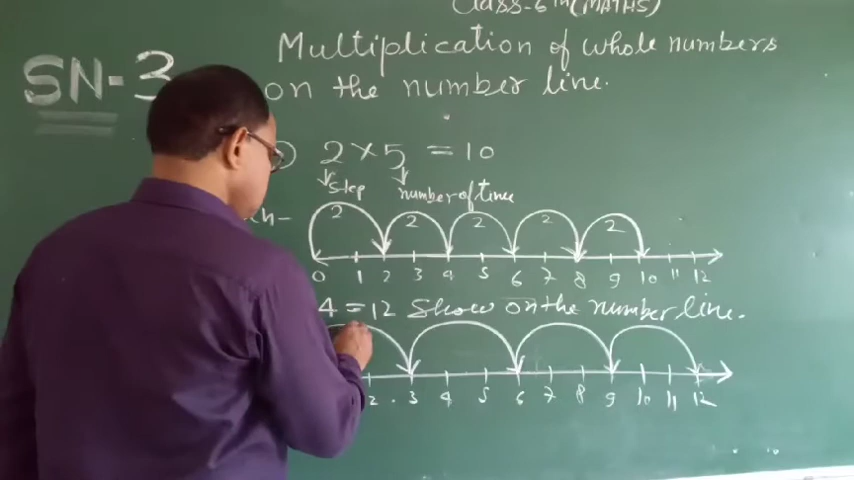 Class-6th (MATHS)
Multiplication of whole numbers
SN-3
on the number line.
2 × 5 = 10
Step number of times
2 2 2 2 2
0 1 2 3 4 5 6 7 8 9 10 11 12
4 = 12 Show on the number line.
2 3 4 5 6 7 8 9 10 11 12